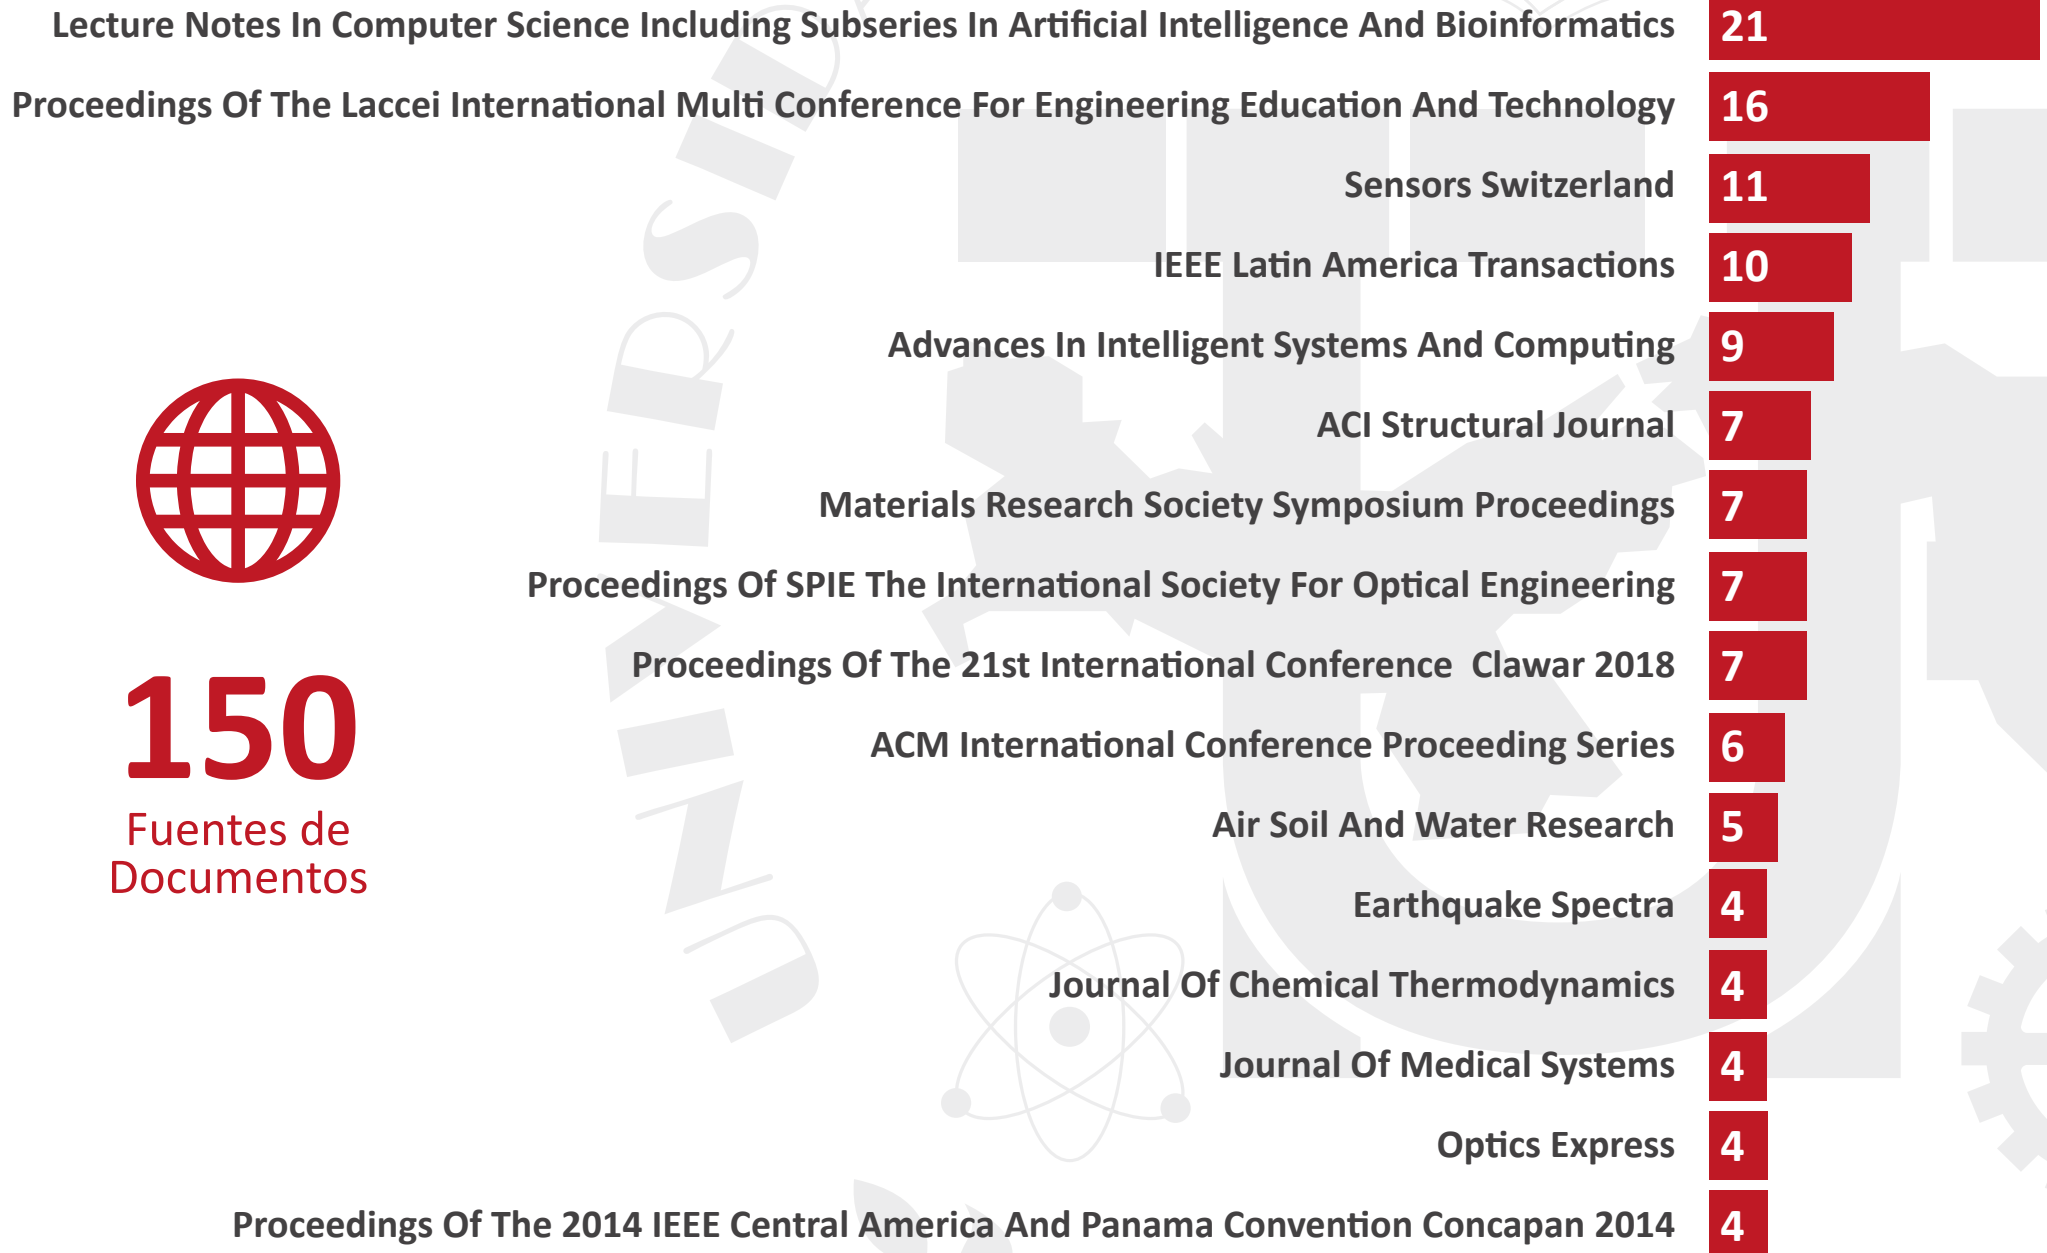 Lecture Notes In Computer Science Including Subseries In Artificial Intelligence And Bioinformatics 21
Proceedings Of The Laccei International Multi Conference For Engineering Education And Technology 16
Sensors Switzerland 11
IEEE Latin America Transactions 10
Advances In Intelligent Systems And Computing 9
ACI Structural Journal 7
Materials Research Society Symposium Proceedings 7
Proceedings Of SPIE The International Society For Optical Engineering 7
Proceedings Of The 21st International Conference Clawar 2018 7
ACM International Conference Proceeding Series 6
Air Soil And Water Research 5
Earthquake Spectra 4
Journal Of Chemical Thermodynamics 4
Journal Of Medical Systems 4
Optics Express 4
Proceedings Of The 2014 IEEE Central America And Panama Convention Concapan 2014 4
150
Fuentes de
Documentos
UNIVERSID